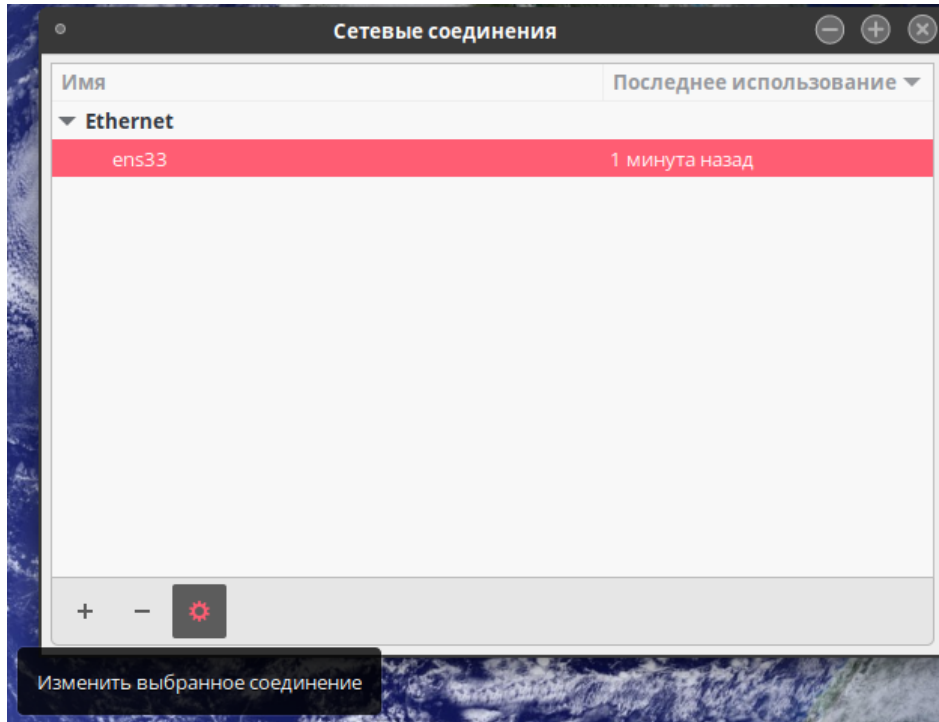 Сетевые соединения
Имя Последнее использование
Ethernet
ens33 1 минута назад
Изменить выбранное соединение